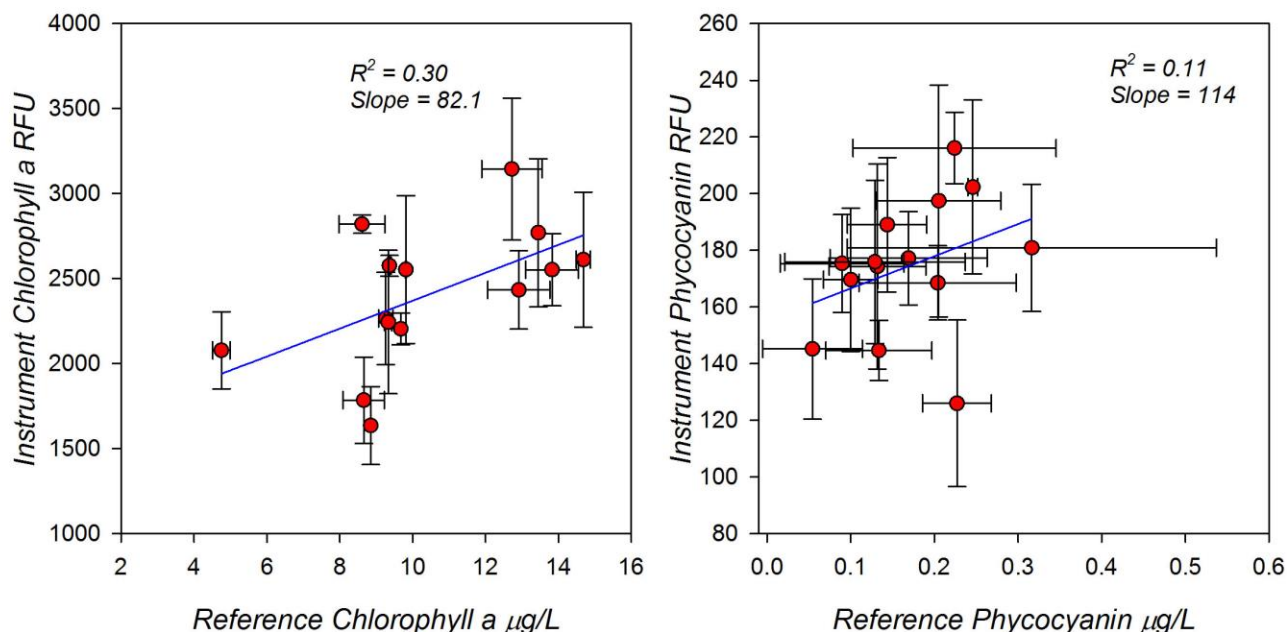 4000
3500
3000
2500
2000
1500
1000
Instrument Chlorophyll a RFU
R² = 0.30
Slope = 82.1
2 4 6 8 10 12 14 16
Reference Chlorophyll a μg/L
260
240
220
200
180
160
140
120
100
80
Instrument Phycocyanin RFU
R² = 0.11
Slope = 114
0.0 0.1 0.2 0.3 0.4 0.5 0.6
Reference Phycocyanin μg/L